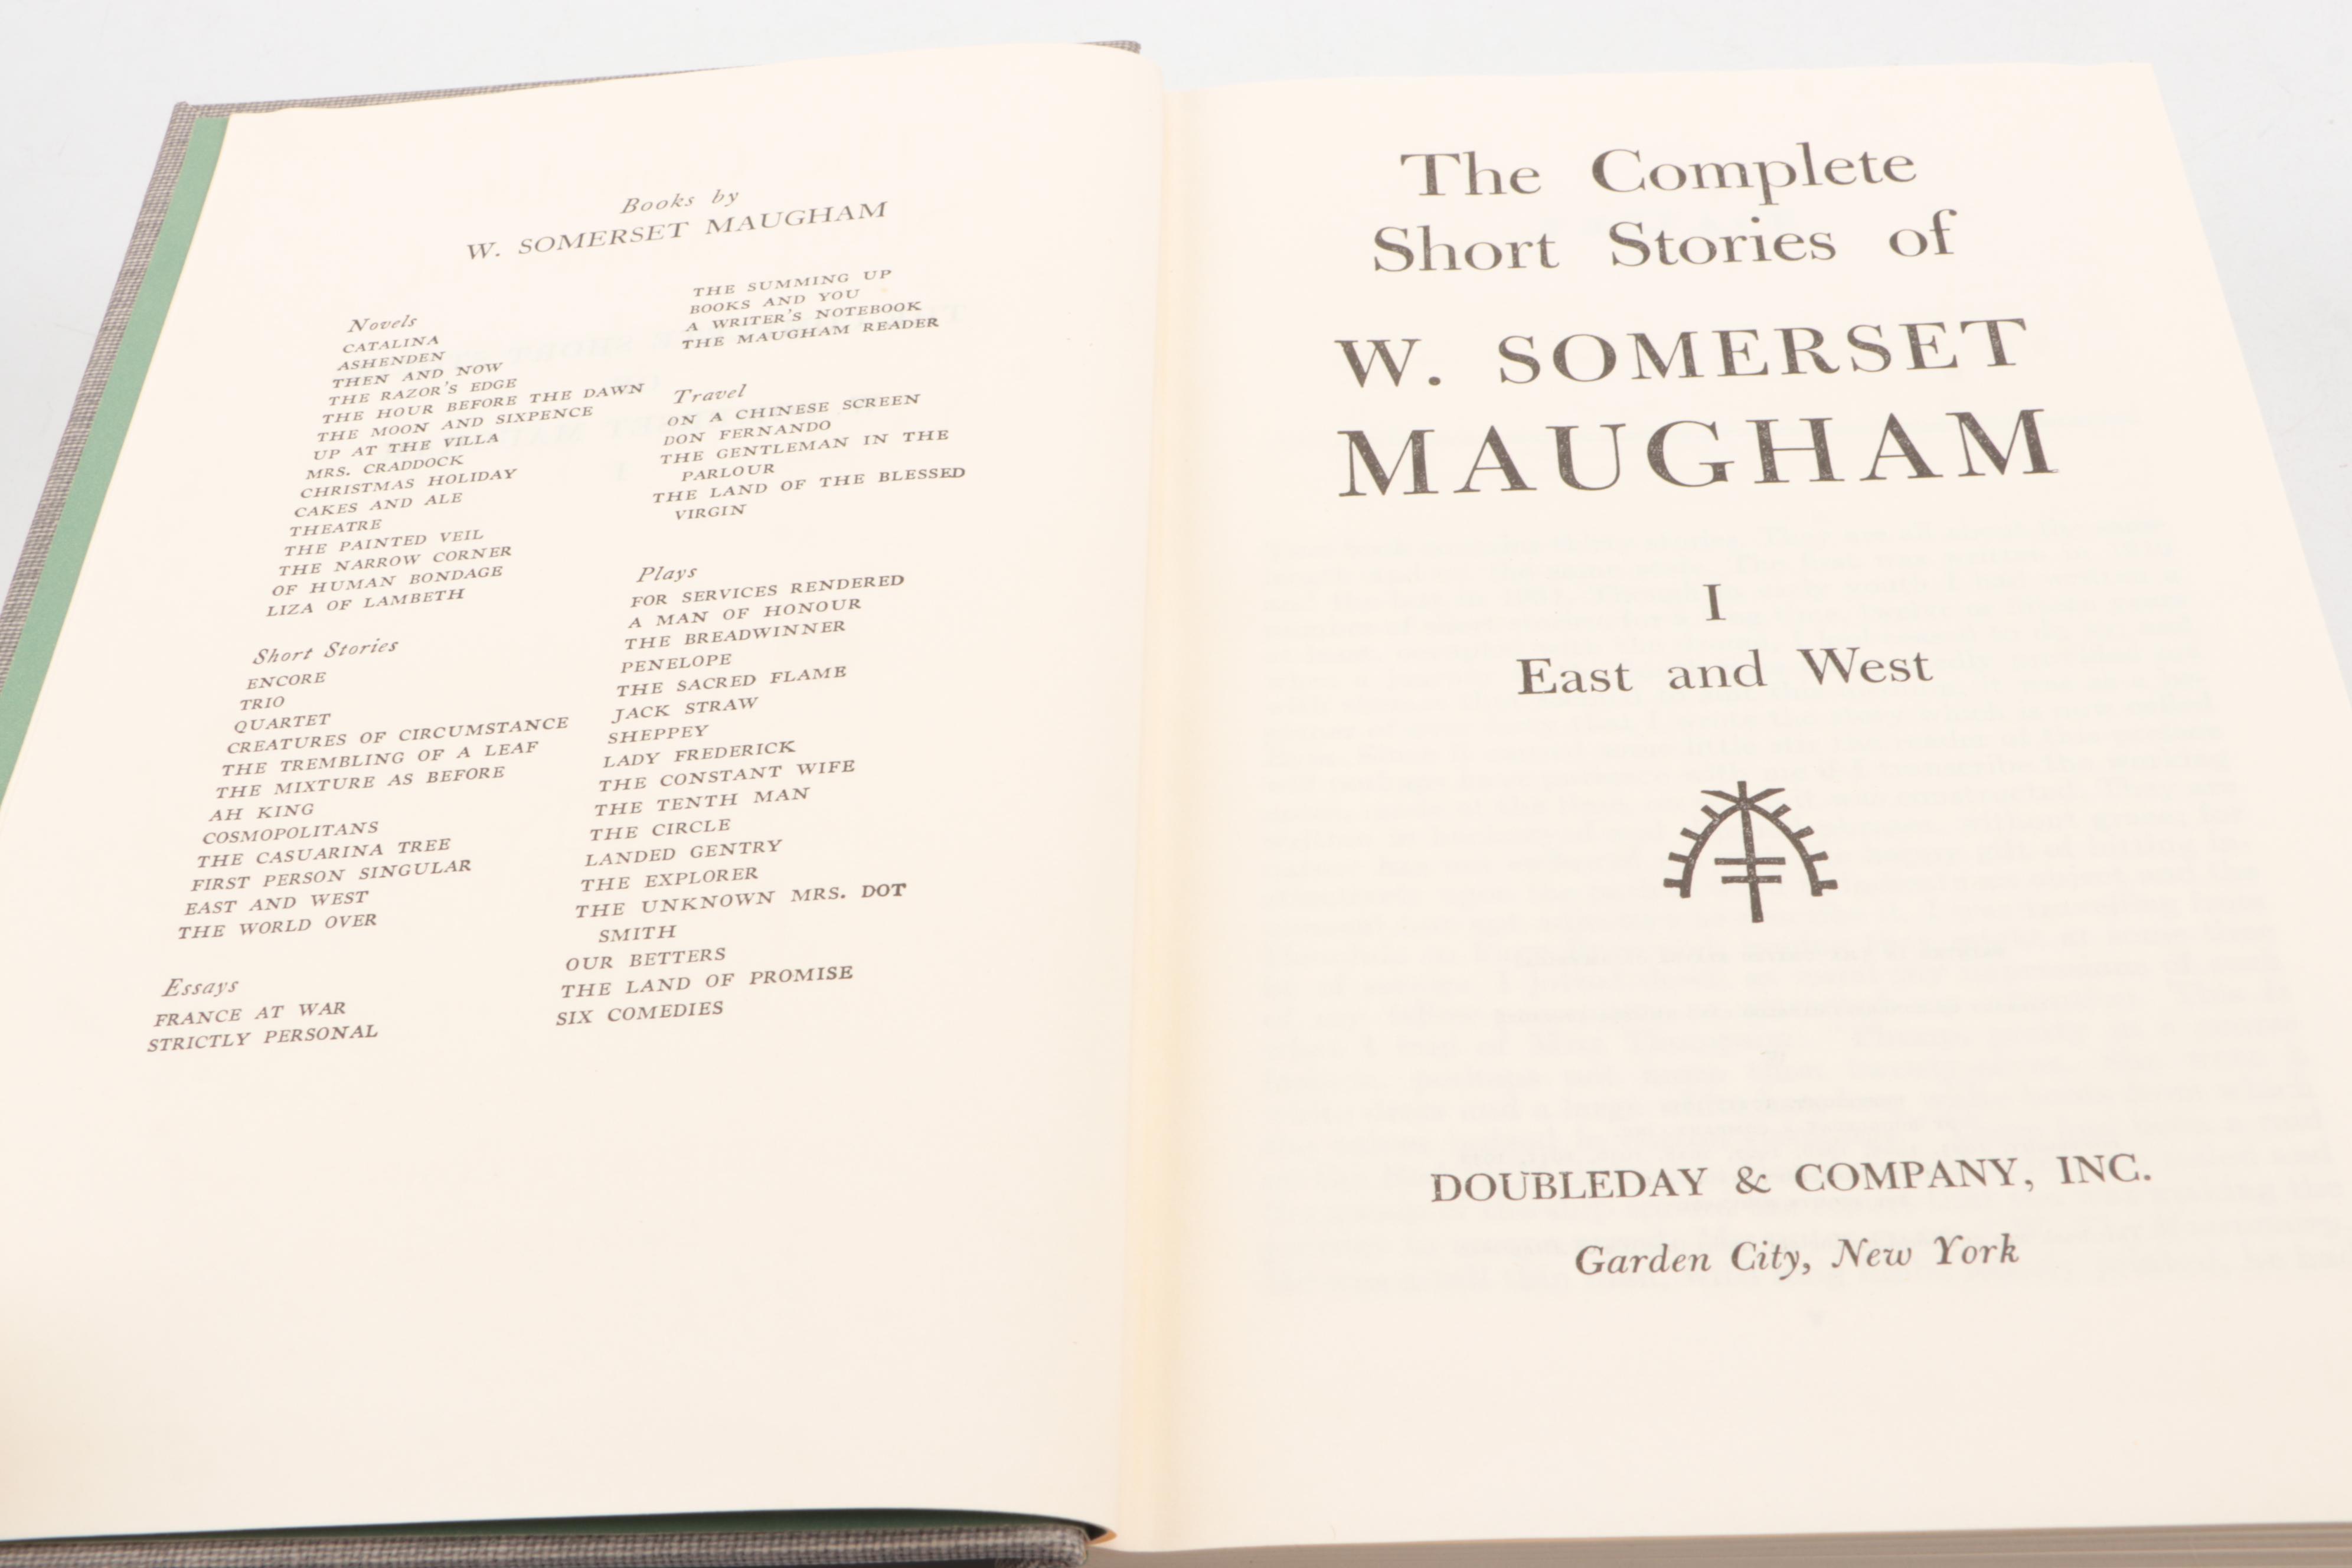 Books by
W. SOMERSET MAUGHAM
Novels
CATALINA
ASHENDEN
THEN AND NOW
THE RAZOR'S EDGE
THE HOUR BEFORE THE DAWN
THE MOON AND SIXPENCE
UP AT THE VILLA
MRS. CRADDOCK
CHRISTMAS HOLIDAY
CAKES AND ALE
THEATRE
THE PAINTED VEIL
THE NARROW CORNER
OF HUMAN BONDAGE
LIZA OF LAMBETH
Short Stories
ENCORE
TRIO
QUARTET
CREATURES OF CIRCUMSTANCE
THE TREMBLING OF A LEAF
THE MIXTURE AS BEFORE
AH KING
COSMOPOLITANS
THE CASUARINA TREE
FIRST PERSON SINGULAR
EAST AND WEST
THE WORLD OVER
Essays
FRANCE AT WAR
STRICTLY PERSONAL
THE SUMMING UP
BOOKS AND YOU
A WRITER'S NOTEBOOK
THE MAUGHAM READER
Travel
ON A CHINESE SCREEN
DON FERNANDO
THE GENTLEMAN IN THE
PARLOUR
THE LAND OF THE BLESSED
VIRGIN
Plays
FOR SERVICES RENDERED
A MAN OF HONOUR
THE BREADWINNER
PENELOPE
THE SACRED FLAME
JACK STRAW
SHEPPEY
LADY FREDERICK
THE CONSTANT WIFE
THE TENTH MAN
THE CIRCLE
LANDED GENTRY
THE EXPLORER
THE UNKNOWN MRS. DOT
SMITH
OUR BETTERS
THE LAND OF PROMISE
SIX COMEDIES
The Complete
Short Stories of
W. SOMERSET
MAUGHAM
I
East and West
DOUBLEDAY & COMPANY, INC.
Garden City, New York